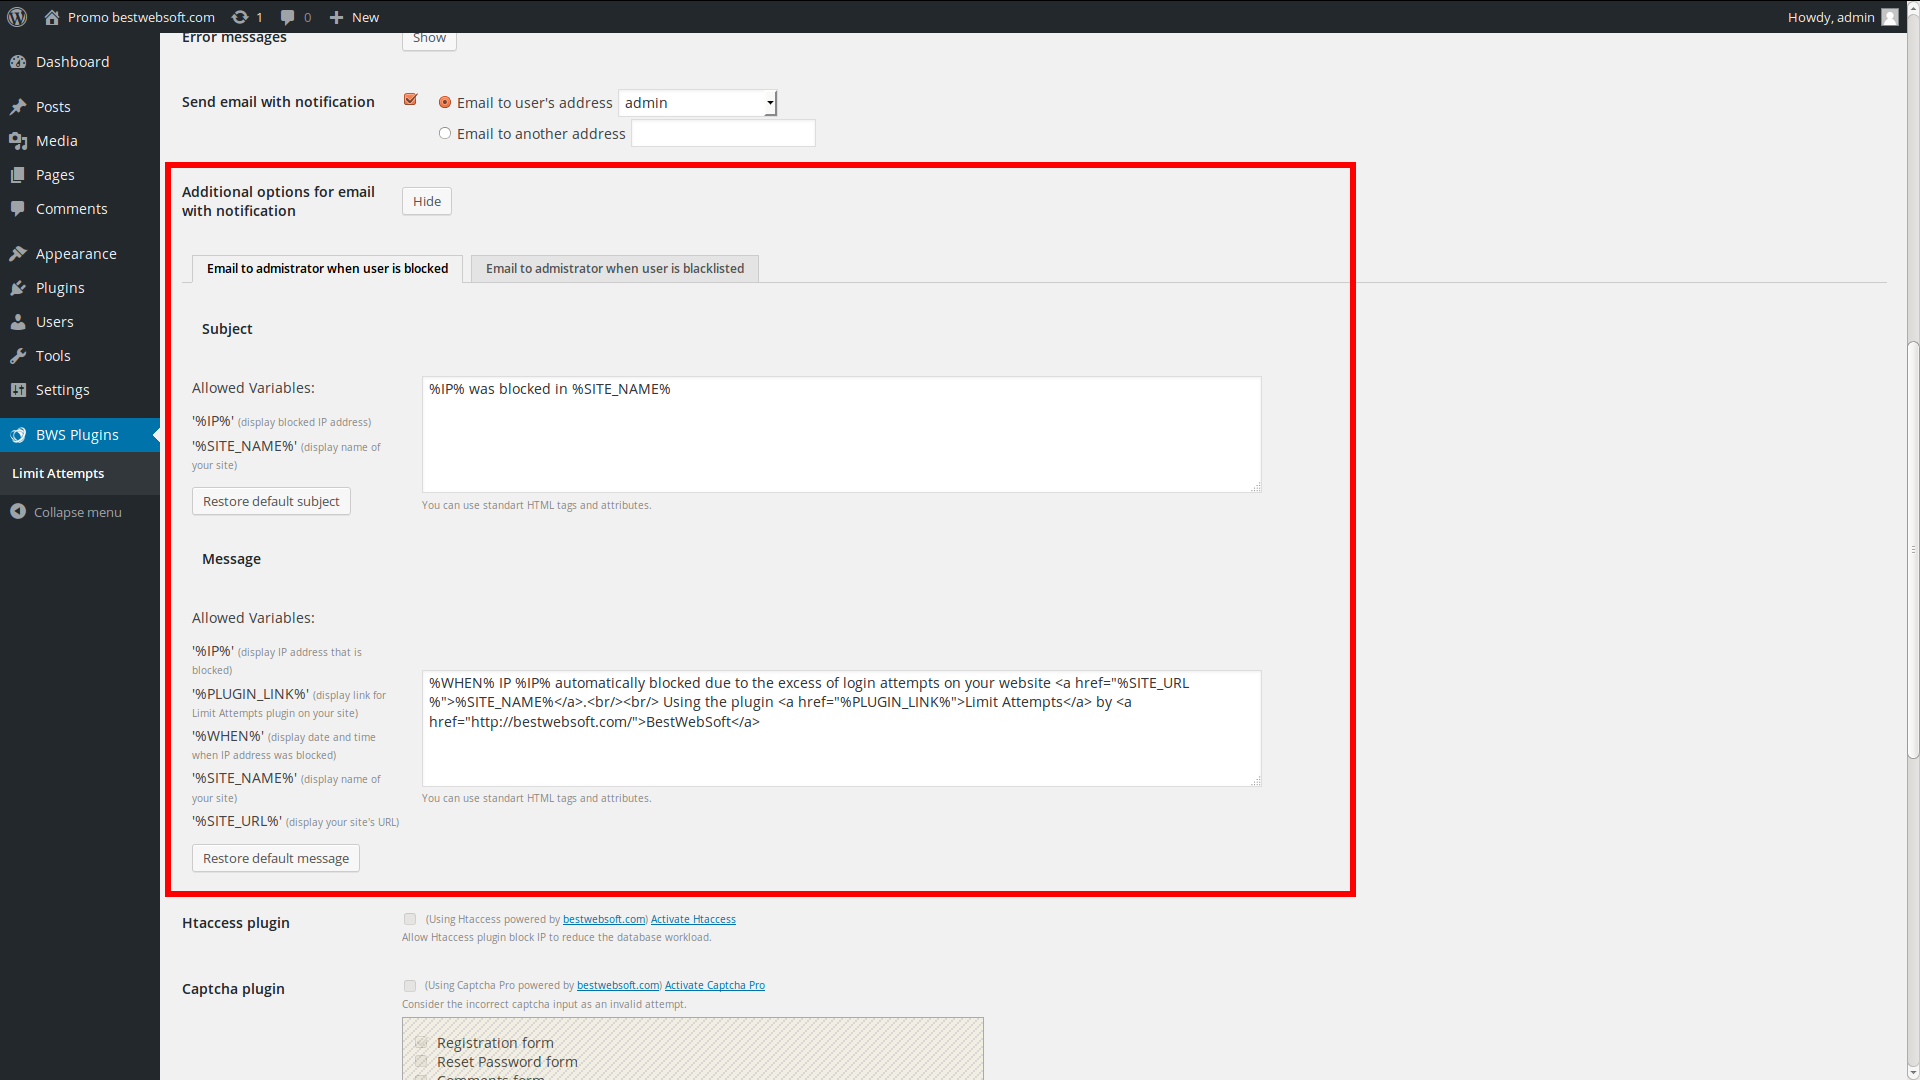 Promo bestwebsoft.com 1 0 New Howdy, admin
Dashboard
Posts
Media
Pages
Comments
Appearance
Plugins
Users
Tools
Settings
BWS Plugins
Limit Attempts
Collapse menu
Error messages Show
Send email with notification Email to user's address admin
Email to another address
Additional options for email
with notification
Hide
Email to admistrator when user is blocked Email to admistrator when user is blacklisted
Subject
Allowed Variables:
'%IP%' (display blocked IP address)
'%SITE_NAME%' (display name of
your site)
Restore default subject
%IP% was blocked in %SITE_NAME%
You can use standart HTML tags and attributes.
Message
Allowed Variables:
'%IP%' (display IP address that is
blocked)
'%PLUGIN_LINK%' (display link for
Limit Attempts plugin on your site)
'%WHEN%' (display date and time
when IP address was blocked)
'%SITE_NAME%' (display name of
your site)
'%SITE_URL%' (display your site's URL)
Restore default message
%WHEN% IP %IP% automatically blocked due to the excess of login attempts on your website <a href="%SITE_URL
%">%SITE_NAME%</a>.<br/><br/> Using the plugin <a href="%PLUGIN_LINK%">Limit Attempts</a> by <a
href="http://bestwebsoft.com/">BestWebSoft</a>
You can use standart HTML tags and attributes.
Htaccess plugin (Using Htaccess powered by bestwebsoft.com) Activate Htaccess
Allow Htaccess plugin block IP to reduce the database workload.
Captcha plugin (Using Captcha Pro powered by bestwebsoft.com) Activate Captcha Pro
Consider the incorrect captcha input as an invalid attempt.
Registration form
Reset Password form
Comments form